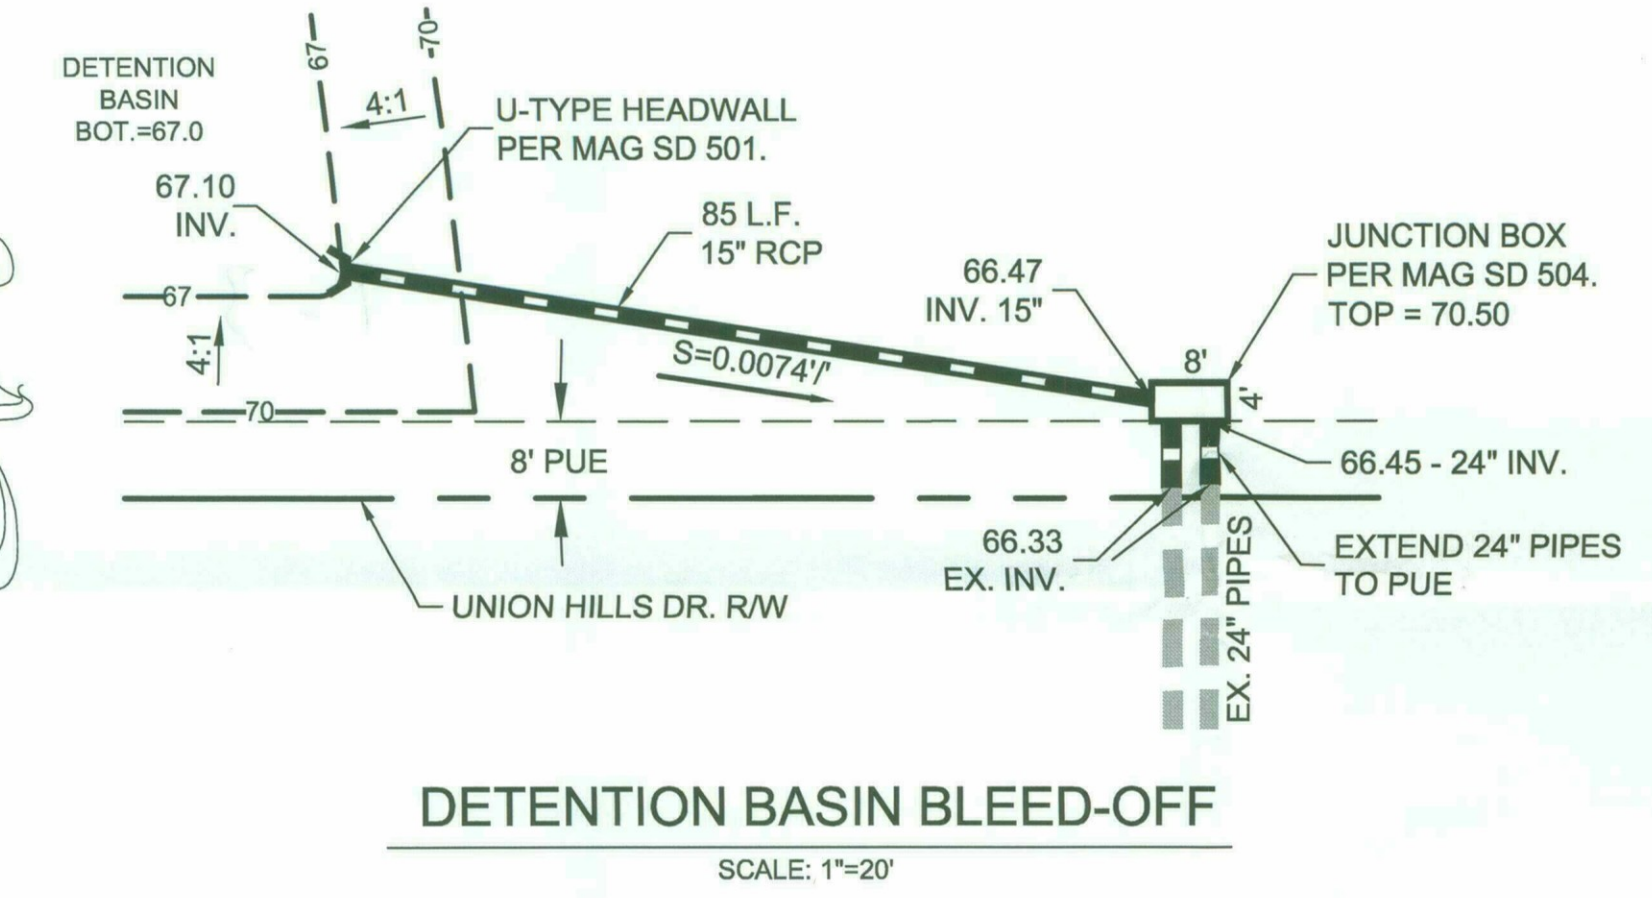 67
70
DETENTION
BASIN
BOT.=67.0
4:1
U-TYPE HEADWALL
PER MAG SD 501.
67.10
INV.
85 L.F.
15" RCP
66.47
INV. 15"
JUNCTION BOX
PER MAG SD 504.
TOP = 70.50
67
4:1
S=0.0074'/'
8'
4'
70
8' PUE
66.45 - 24" INV.
66.33
EX. INV.
EX. 24" PIPES
EXTEND 24" PIPES
TO PUE
UNION HILLS DR. R/W
DETENTION BASIN BLEED-OFF
SCALE: 1"=20'